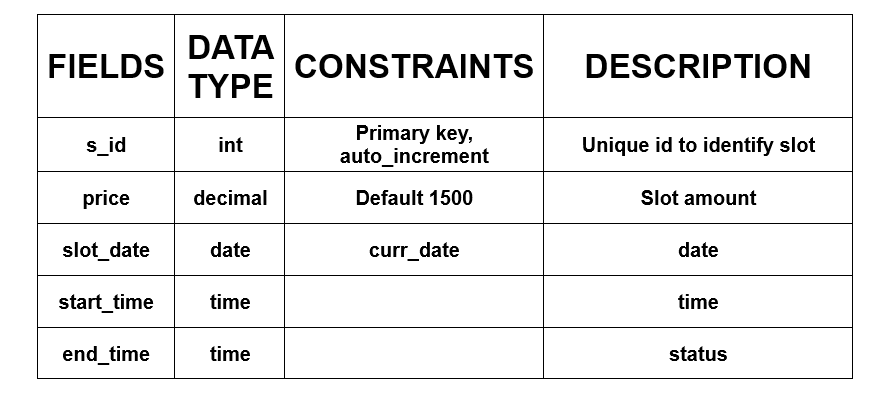 FIELDS DATA TYPE CONSTRAINTS DESCRIPTION
s_id int Primary key, auto_increment Unique id to identify slot
price decimal Default 1500 Slot amount
slot_date date curr_date date
start_time time time
end_time time status